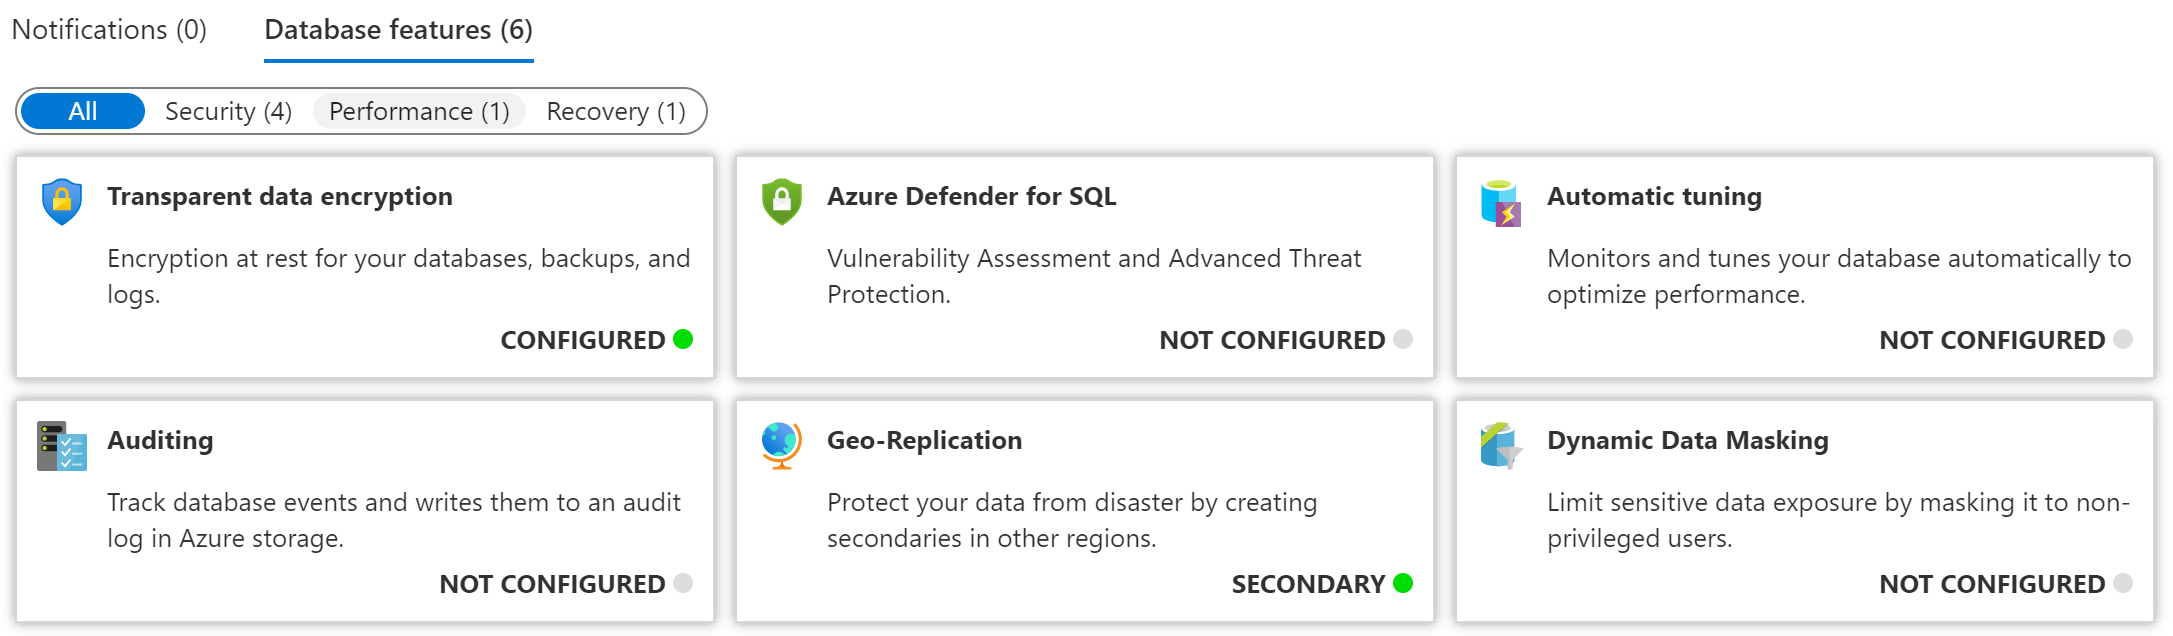 Notifications (0)
Database features (6)
All
Security (4)
Performance (1)
Recovery (1)
Transparent data encryption
Encryption at rest for your databases, backups, and
logs.
CONFIGURED
Azure Defender for SQL
Vulnerability Assessment and Advanced Threat
Protection.
NOT CONFIGURED
Automatic tuning
Monitors and tunes your database automatically to
optimize performance.
NOT CONFIGURED
Auditing
Track database events and writes them to an audit
log in Azure storage.
NOT CONFIGURED
Geo-Replication
Protect your data from disaster by creating
secondaries in other regions.
SECONDARY
Dynamic Data Masking
Limit sensitive data exposure by masking it to non-
privileged users.
NOT CONFIGURED